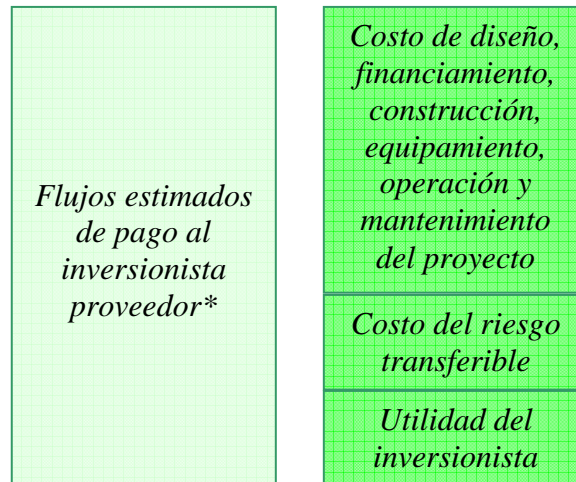 Flujos estimados
de pago al
inversionista
proveedor*
Costo de diseño,
financiamiento,
construcción,
equipamiento,
operación y
mantenimiento
del proyecto
Costo del riesgo
transferible
Utilidad del
inversionista